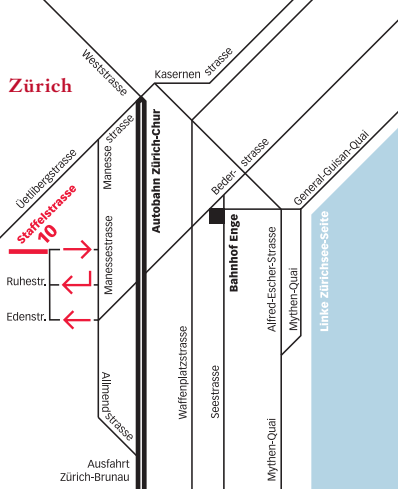 Zürich
Weststrasse
Kasernen
strasse
Manesse strasse
Autobahn Zürich-Chur
Üetlibergstrasse
Staffelstrasse
10
Manessestrasse
Beder-
strasse
General-Guisan-Quai
Bahnhof Enge
Alfred-Escher-Strasse
Mythen-Quai
Linke Zürichsee-Seite
Ruhestr.
Edenstr.
Allmend strasse
Waffenplatzstrasse
Seestrasse
Mythen-Quai
Ausfahrt
Zürich-Brunau